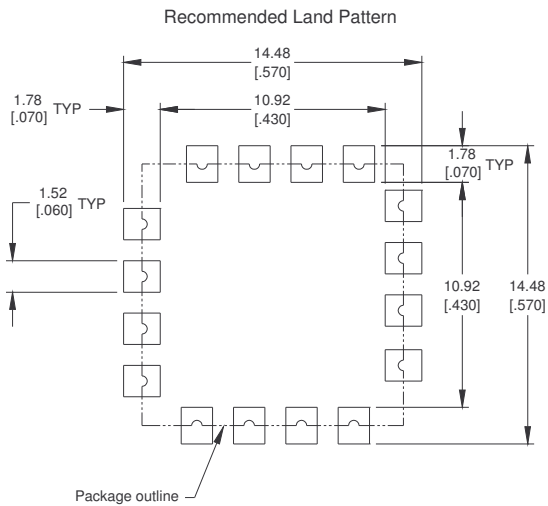 Recommended Land Pattern
14.48
[.570]
1.78
[.070] TYP
10.92
[.430]
1.78
[.070] TYP
1.52
[.060] TYP
10.92
[.430]
14.48
[.570]
Package outline